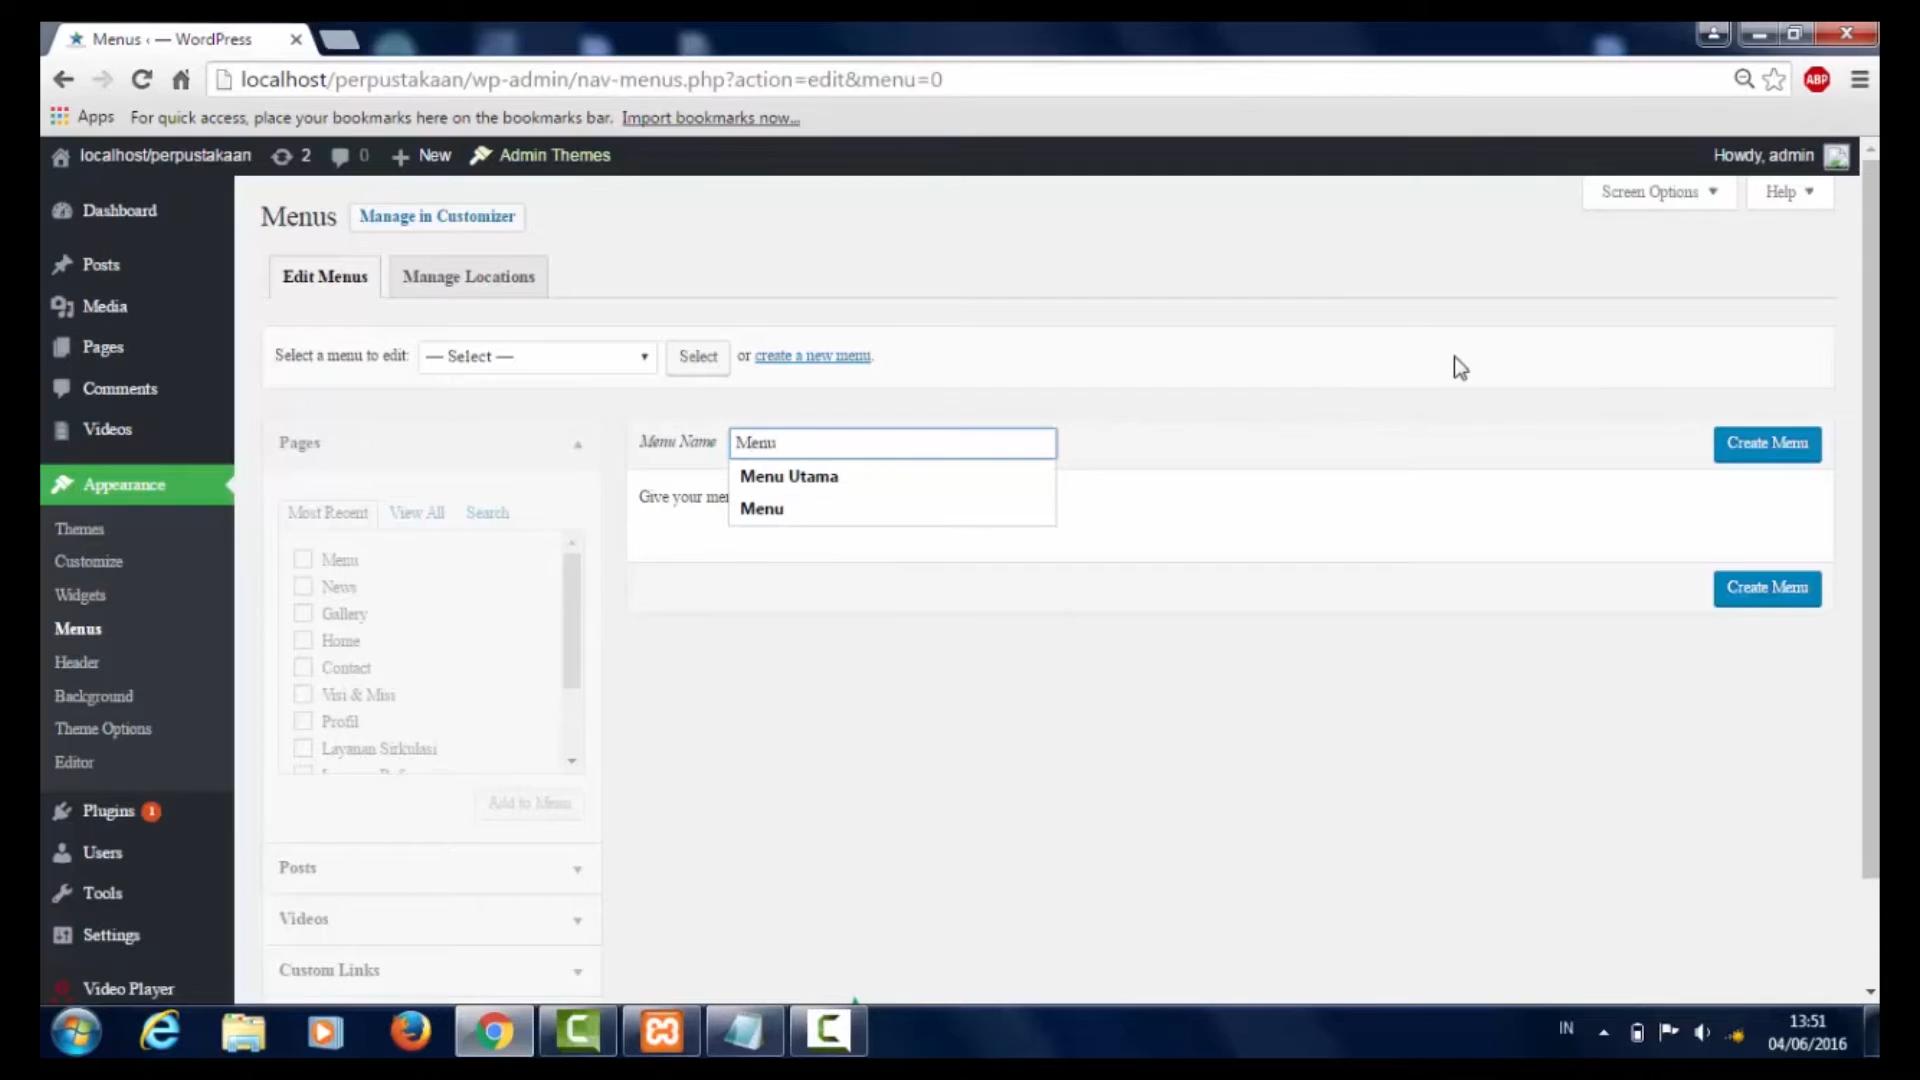 Menus ‹ — WordPress
localhost/perpustakaan/wp-admin/nav-menus.php?action=edit&menu=0
ABP
Apps For quick access, place your bookmarks here on the bookmarks bar. Import bookmarks now...
localhost/perpustakaan 2 0 New Admin Themes Howdy, admin
Screen Options Help
Menus Manage in Customizer
Edit Menus Manage Locations
Select a menu to edit: — Select — Select or create a new menu.
Dashboard
Posts
Media
Pages
Comments
Videos
Appearance
Themes
Customize
Widgets
Menus
Header
Background
Theme Options
Editor
Plugins 1
Users
Tools
Settings
Video Player
Pages
Most Recent View All Search
Menu
News
Gallery
Home
Contact
Visi & Misi
Profil
Layanan Sirkulasi
Add to Menu
Posts
Videos
Custom Links
Menu Name Menu Create Menu
Menu Utama
Menu
Give your
Create Menu
IN
13:51
04/06/2016